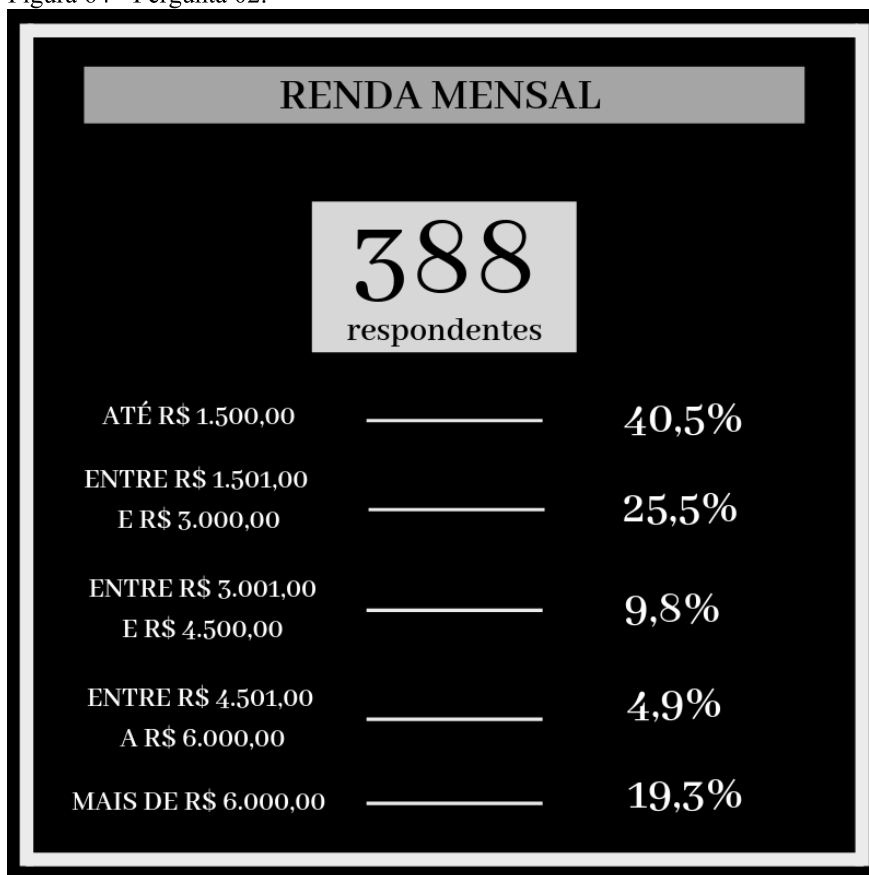 Figura 04 - Pergunta 02.
RENDA MENSAL
388
respondentes
ATÉ R$ 1.500,00 40,5%
ENTRE R$ 1.501,00
E R$ 3.000,00 25,5%
ENTRE R$ 3.001,00
E R$ 4.500,00 9,8%
ENTRE R$ 4.501,00
A R$ 6.000,00 4,9%
MAIS DE R$ 6.000,00 19,3%